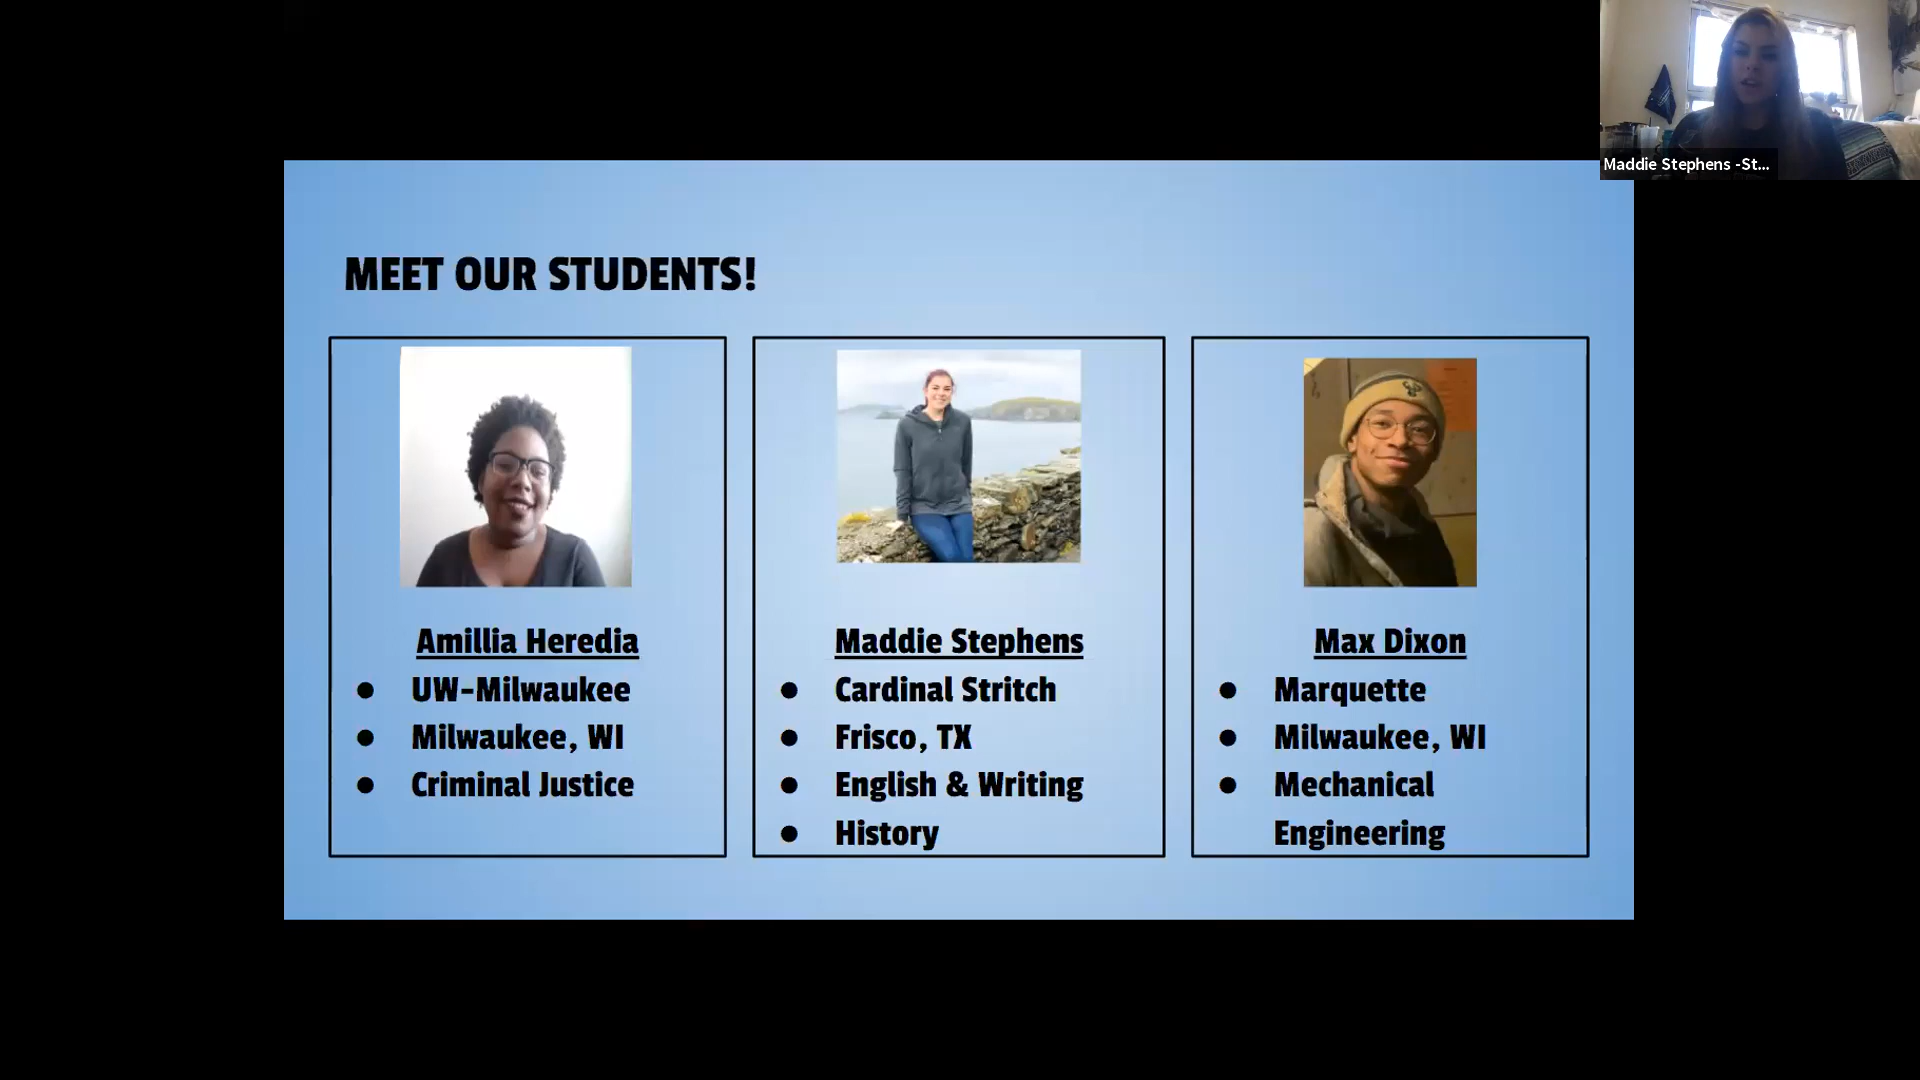 Maddie Stephens -St...
MEET OUR STUDENTS!
Amillia Heredia
● UW-Milwaukee
● Milwaukee, WI
● Criminal Justice
Maddie Stephens
● Cardinal Stritch
● Frisco, TX
● English & Writing
● History
Max Dixon
● Marquette
● Milwaukee, WI
● Mechanical
Engineering